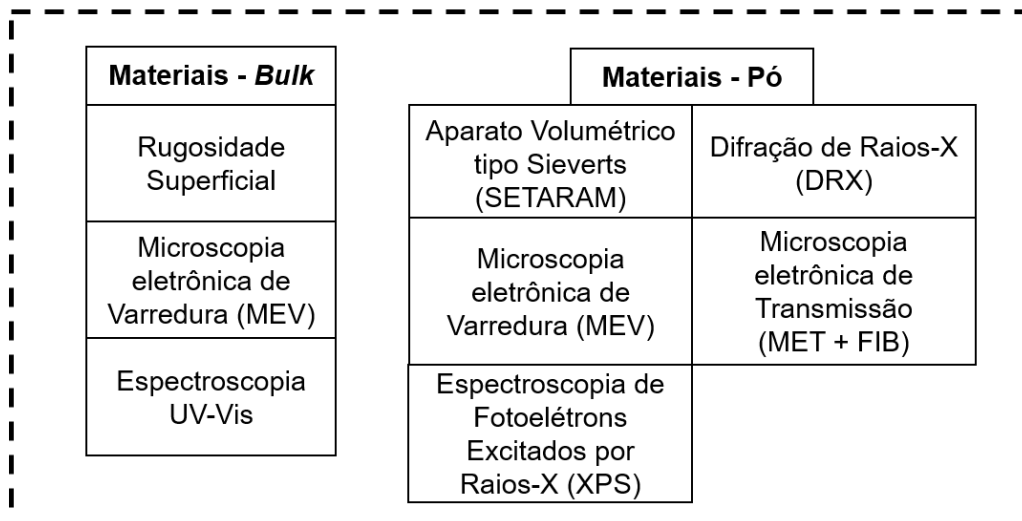 Materiais - Bulk
Rugosidade
Superficial
Microscopia
eletrônica de
Varredura (MEV)
Espectroscopia
UV-Vis
Materiais - Pó
Aparato Volumétrico
tipo Sieverts
(SETARAM)
Difração de Raios-X
(DRX)
Microscopia
eletrônica de
Varredura (MEV)
Microscopia
eletrônica de
Transmissão
(MET + FIB)
Espectroscopia de
Fotoelétrons
Excitados por
Raios-X (XPS)